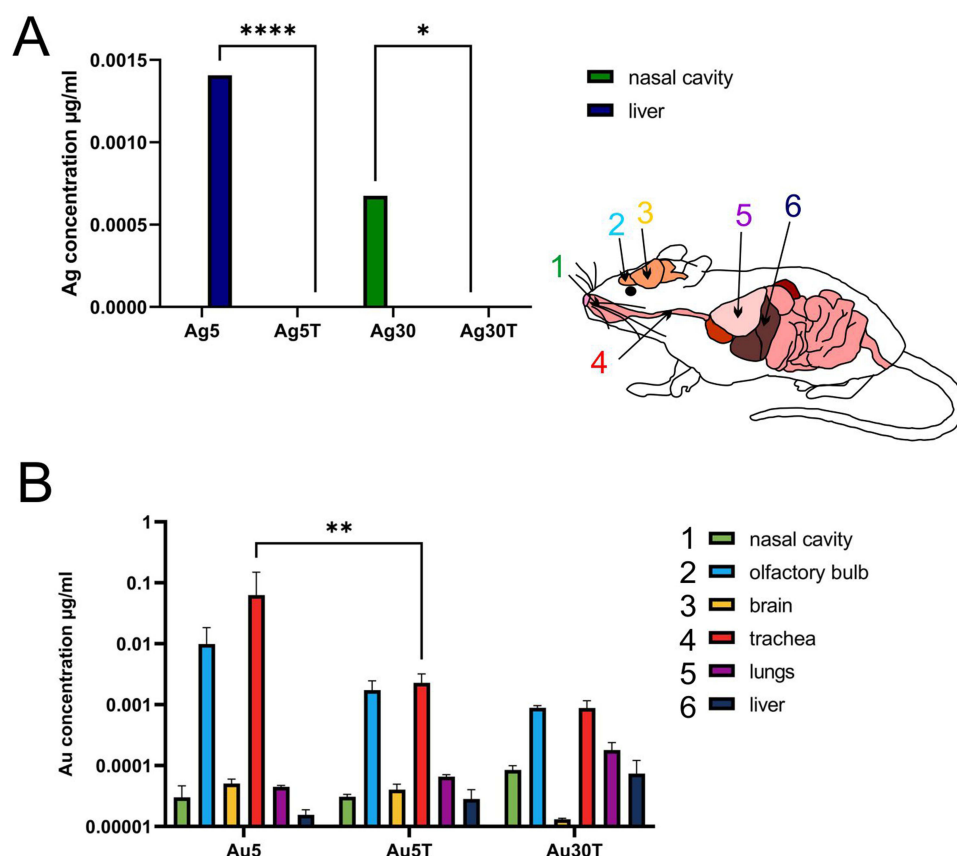 A
Ag concentration µg/ml
0.0015
0.0010
0.0005
0.0000
****
*
Ag5
Ag5T
Ag30
Ag30T
nasal cavity
liver
1
2
3
4
5
6
B
Au concentration µg/ml
1
0.1
0.01
0.001
0.0001
0.00001
**
Au5
Au5T
Au30T
1 nasal cavity
2 olfactory bulb
3 brain
4 trachea
5 lungs
6 liver